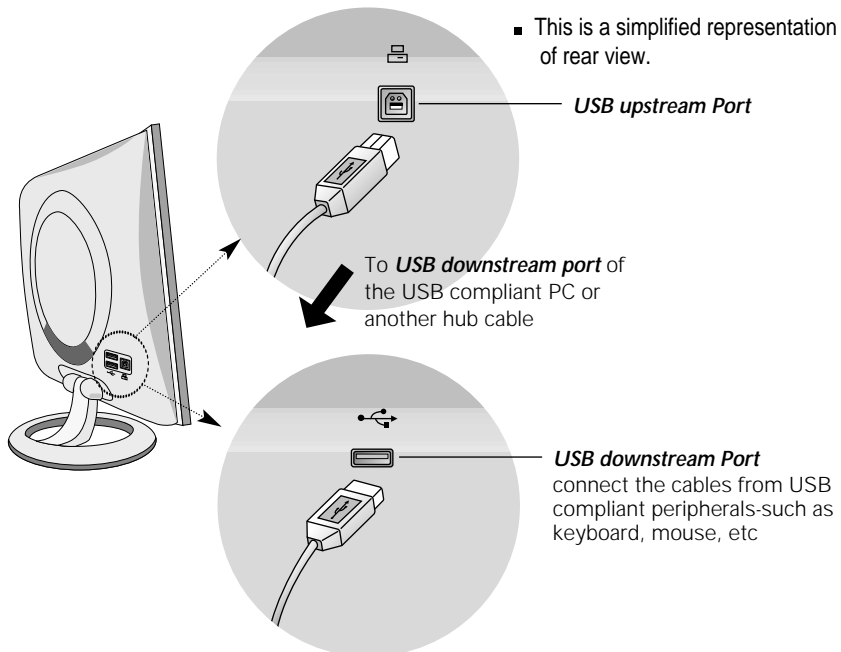 This is a simplified representation
of rear view.
USB upstream Port
To USB downstream port of
the USB compliant PC or
another hub cable
USB downstream Port
connect the cables from USB
compliant peripherals-such as
keyboard, mouse, etc